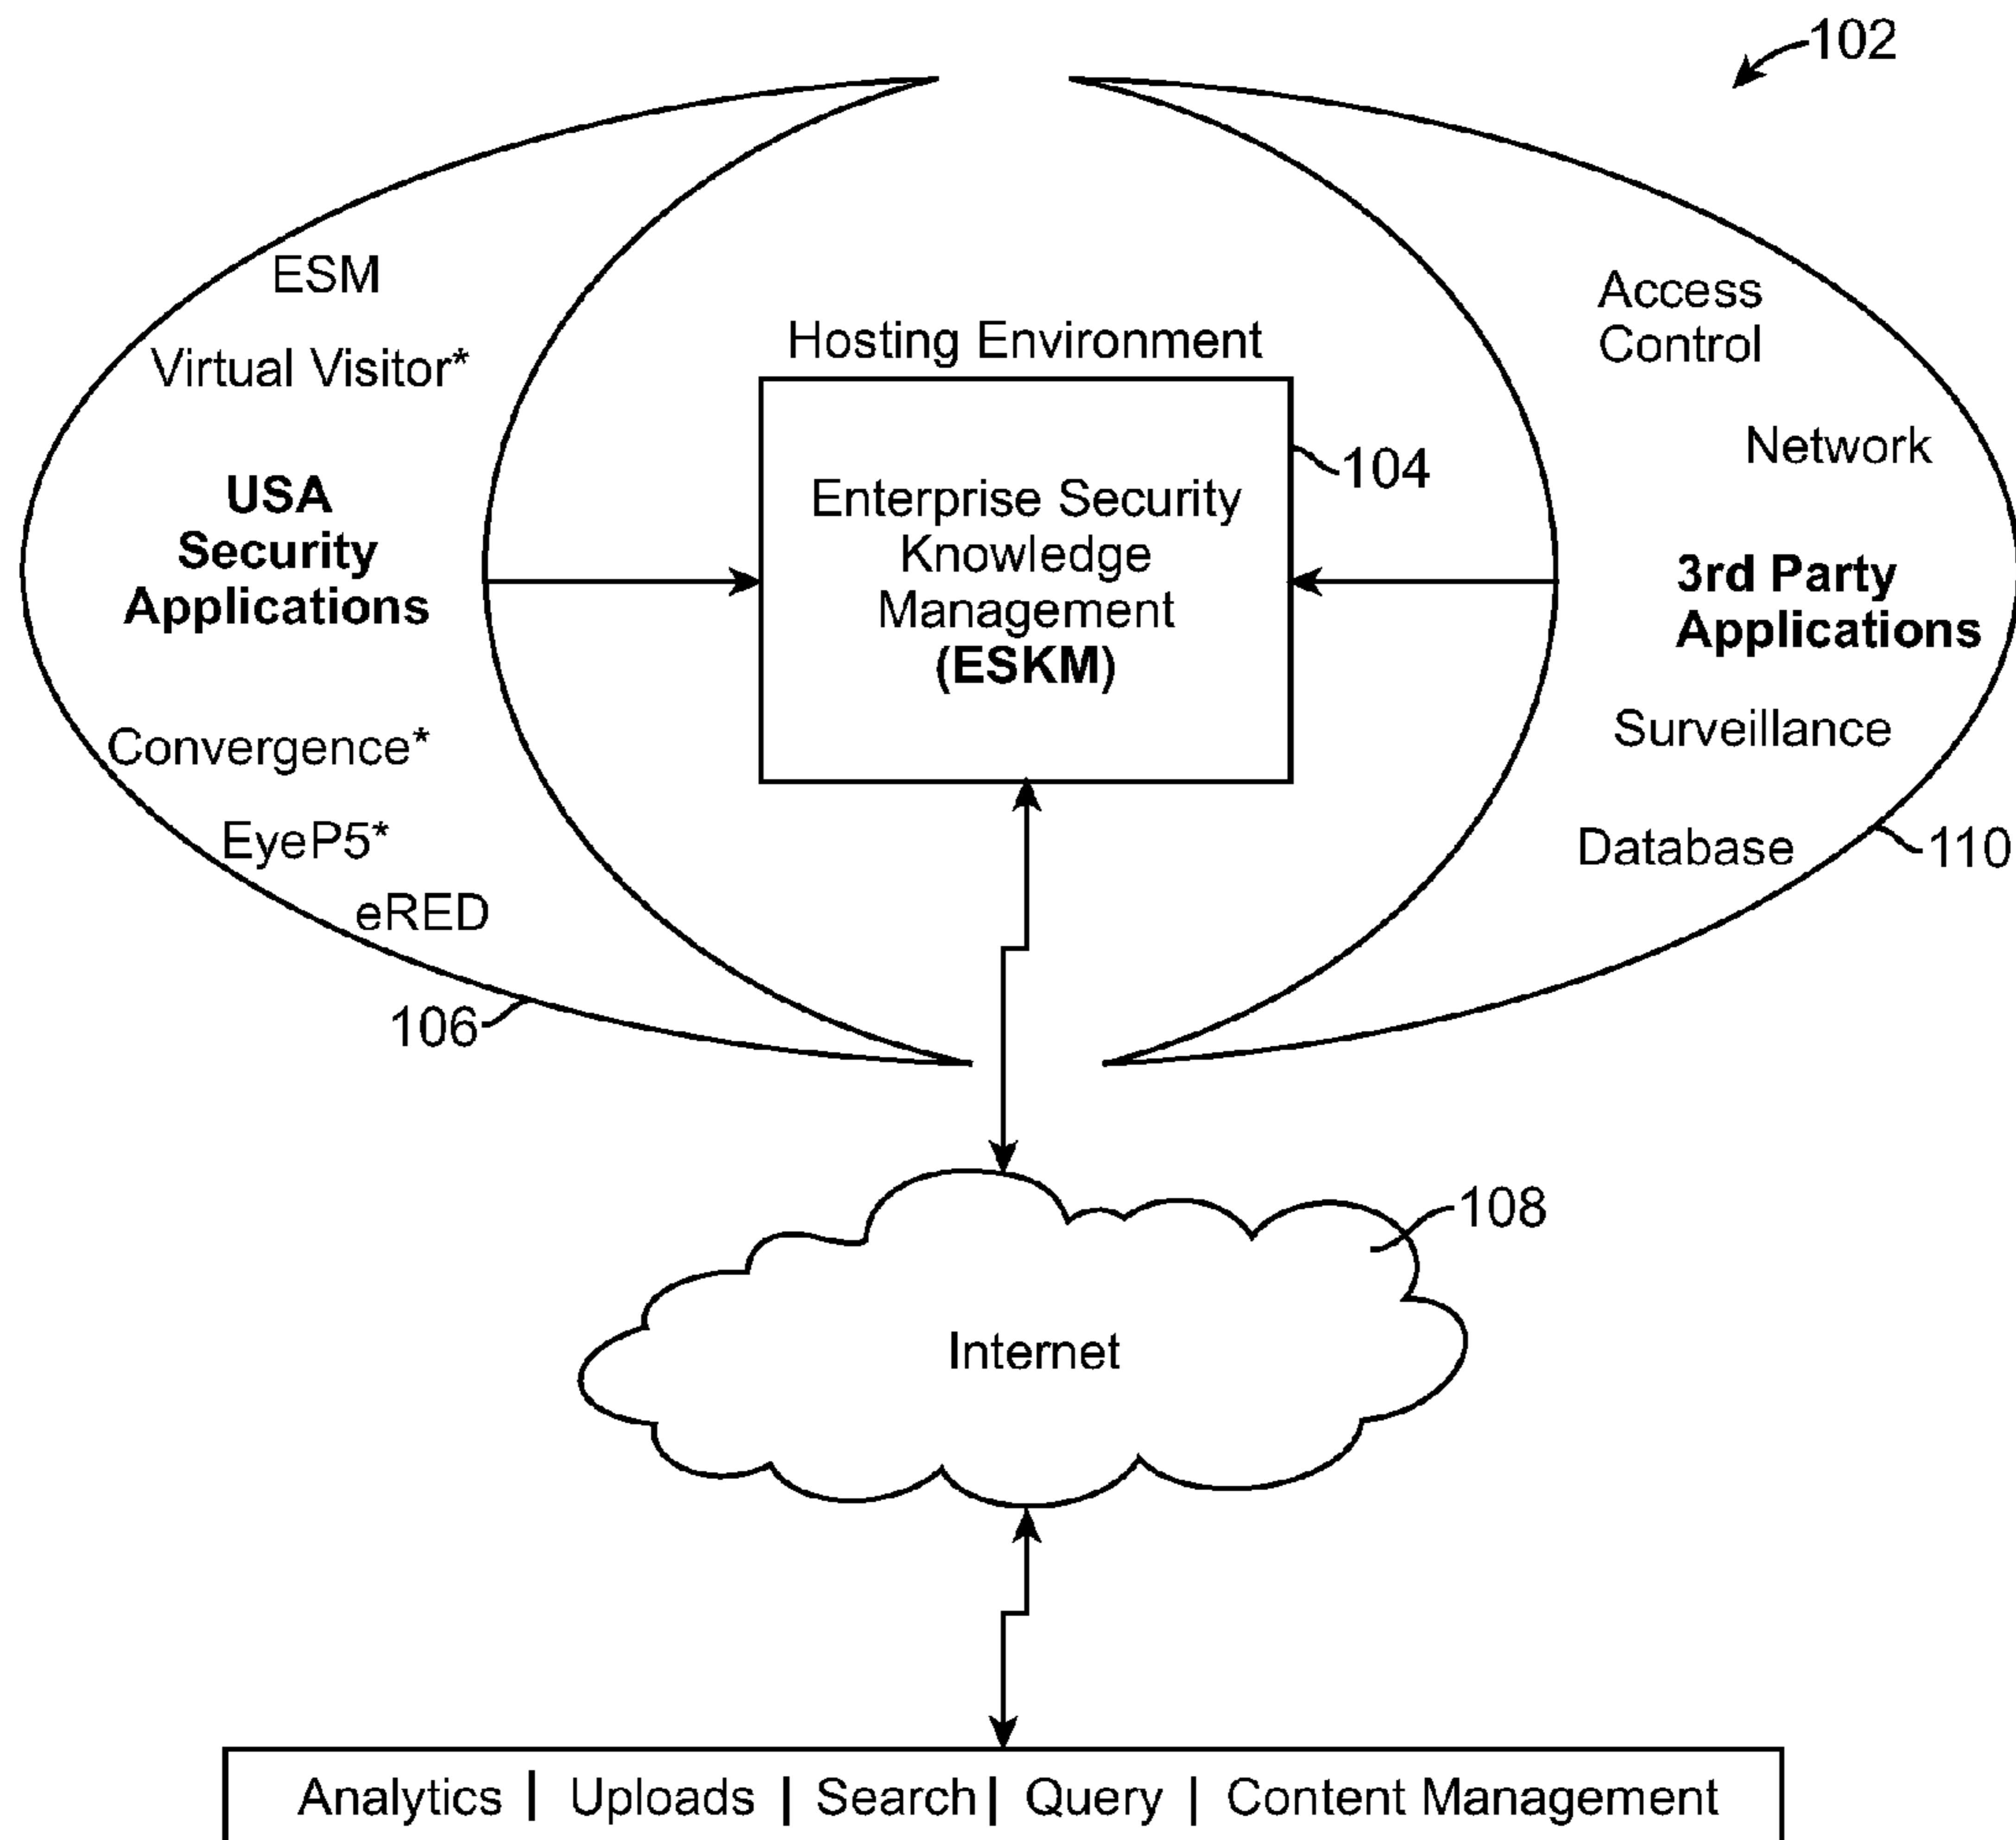 102
ESM
Virtual Visitor*
USA
Security
Applications
Convergence*
EyeP5*
eRED
106
Hosting Environment
Enterprise Security
Knowledge
Management
(ESKM)
104
Access
Control
Network
3rd Party
Applications
Surveillance
Database
110
108
Internet
Analytics | Uploads | Search | Query | Content Management